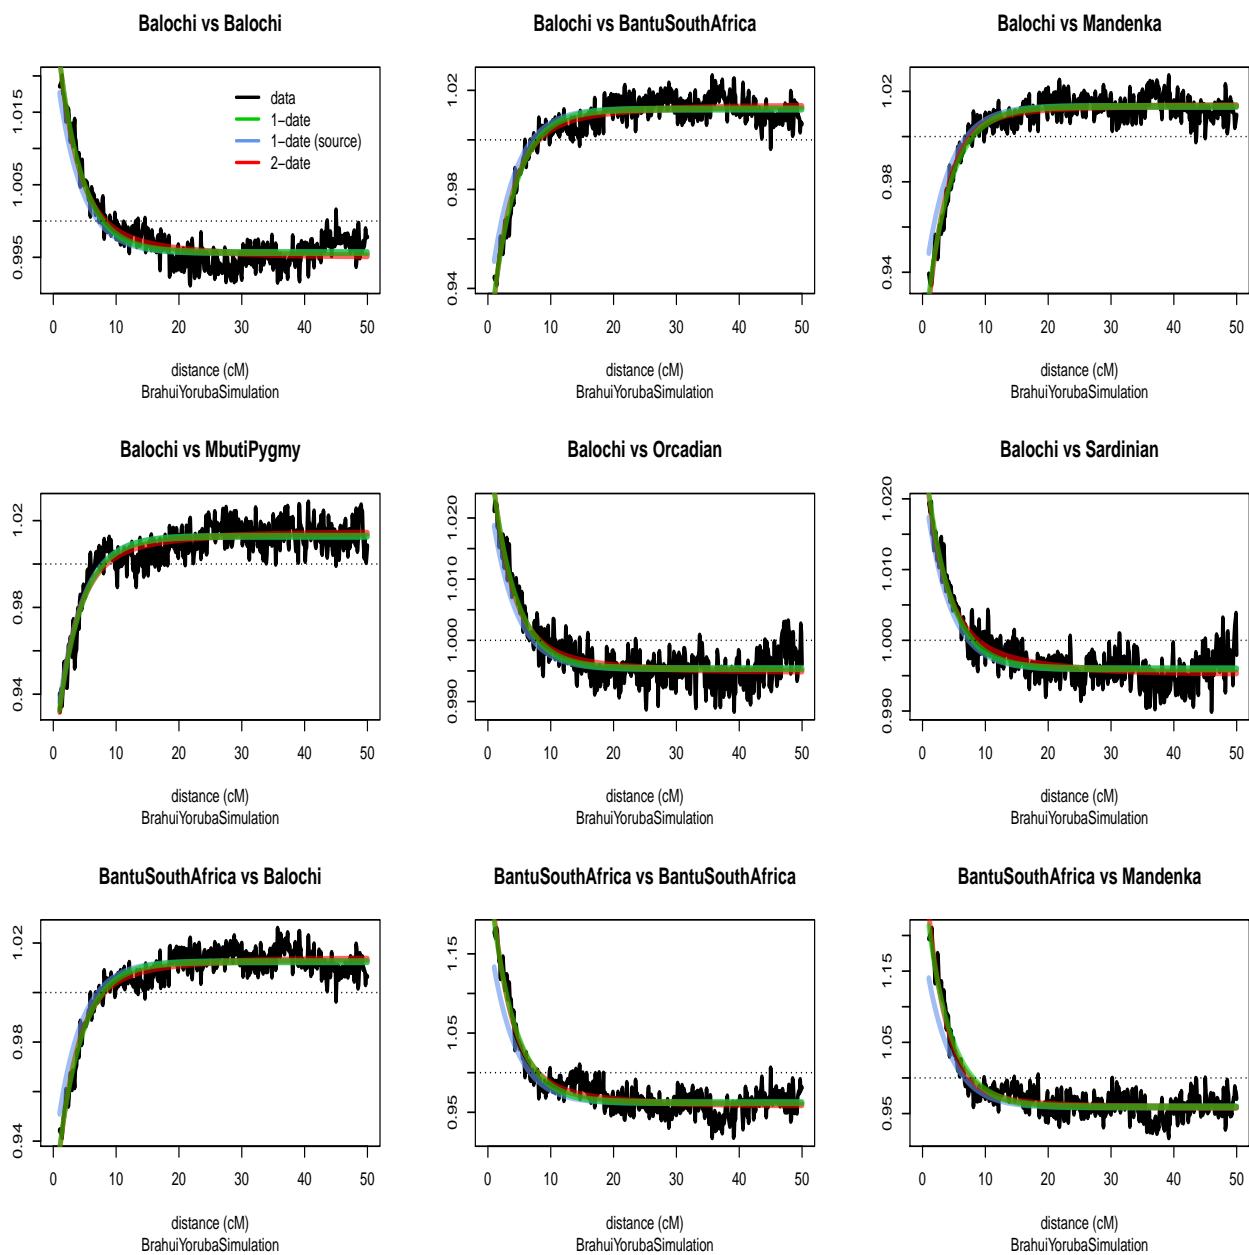 Balochi vs Balochi
1.015
1.005
0.995
data
1−date
1−date (source)
2−date
0 10 20 30 40 50
distance (cM)
BrahuiYorubaSimulation
Balochi vs BantuSouthAfrica
1.02
0.98
0.94
0 10 20 30 40 50
distance (cM)
BrahuiYorubaSimulation
Balochi vs Mandenka
1.02
0.98
0.94
0 10 20 30 40 50
distance (cM)
BrahuiYorubaSimulation
Balochi vs MbutiPygmy
1.02
0.98
0.94
0 10 20 30 40 50
distance (cM)
BrahuiYorubaSimulation
Balochi vs Orcadian
1.020
1.010
1.000
0.990
0 10 20 30 40 50
distance (cM)
BrahuiYorubaSimulation
Balochi vs Sardinian
1.020
1.010
1.000
0.990
0 10 20 30 40 50
distance (cM)
BrahuiYorubaSimulation
BantuSouthAfrica vs Balochi
1.02
0.98
0.94
0 10 20 30 40 50
distance (cM)
BrahuiYorubaSimulation
BantuSouthAfrica vs BantuSouthAfrica
1.15
1.05
0.95
0 10 20 30 40 50
distance (cM)
BrahuiYorubaSimulation
BantuSouthAfrica vs Mandenka
1.15
1.05
0.95
0 10 20 30 40 50
distance (cM)
BrahuiYorubaSimulation